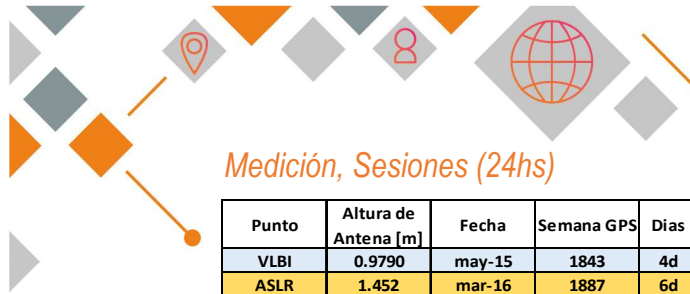 Medición, Sesiones (24hs)
Punto Altura de Antena [m] Fecha Semana GPS Dias
VLBI 0.9790 may-15 1843 4d
ASLR 1.452 mar-16 1887 6d